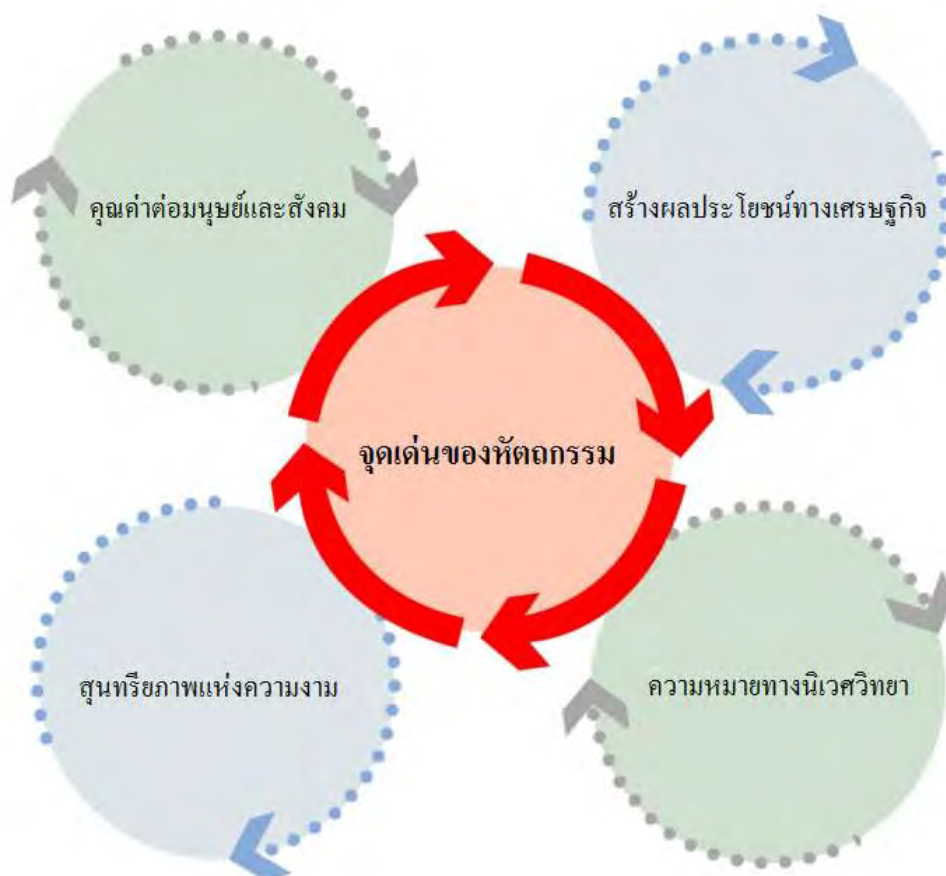 คุณค่าต่อมนุษย์และสังคม
สร้างผลประโยชน์ทางเศรษฐกิจ
จุดเด่นของหัตถกรรม
สุนทรียภาพแห่งความงาม
ความหมายทางนิเวศวิทยา